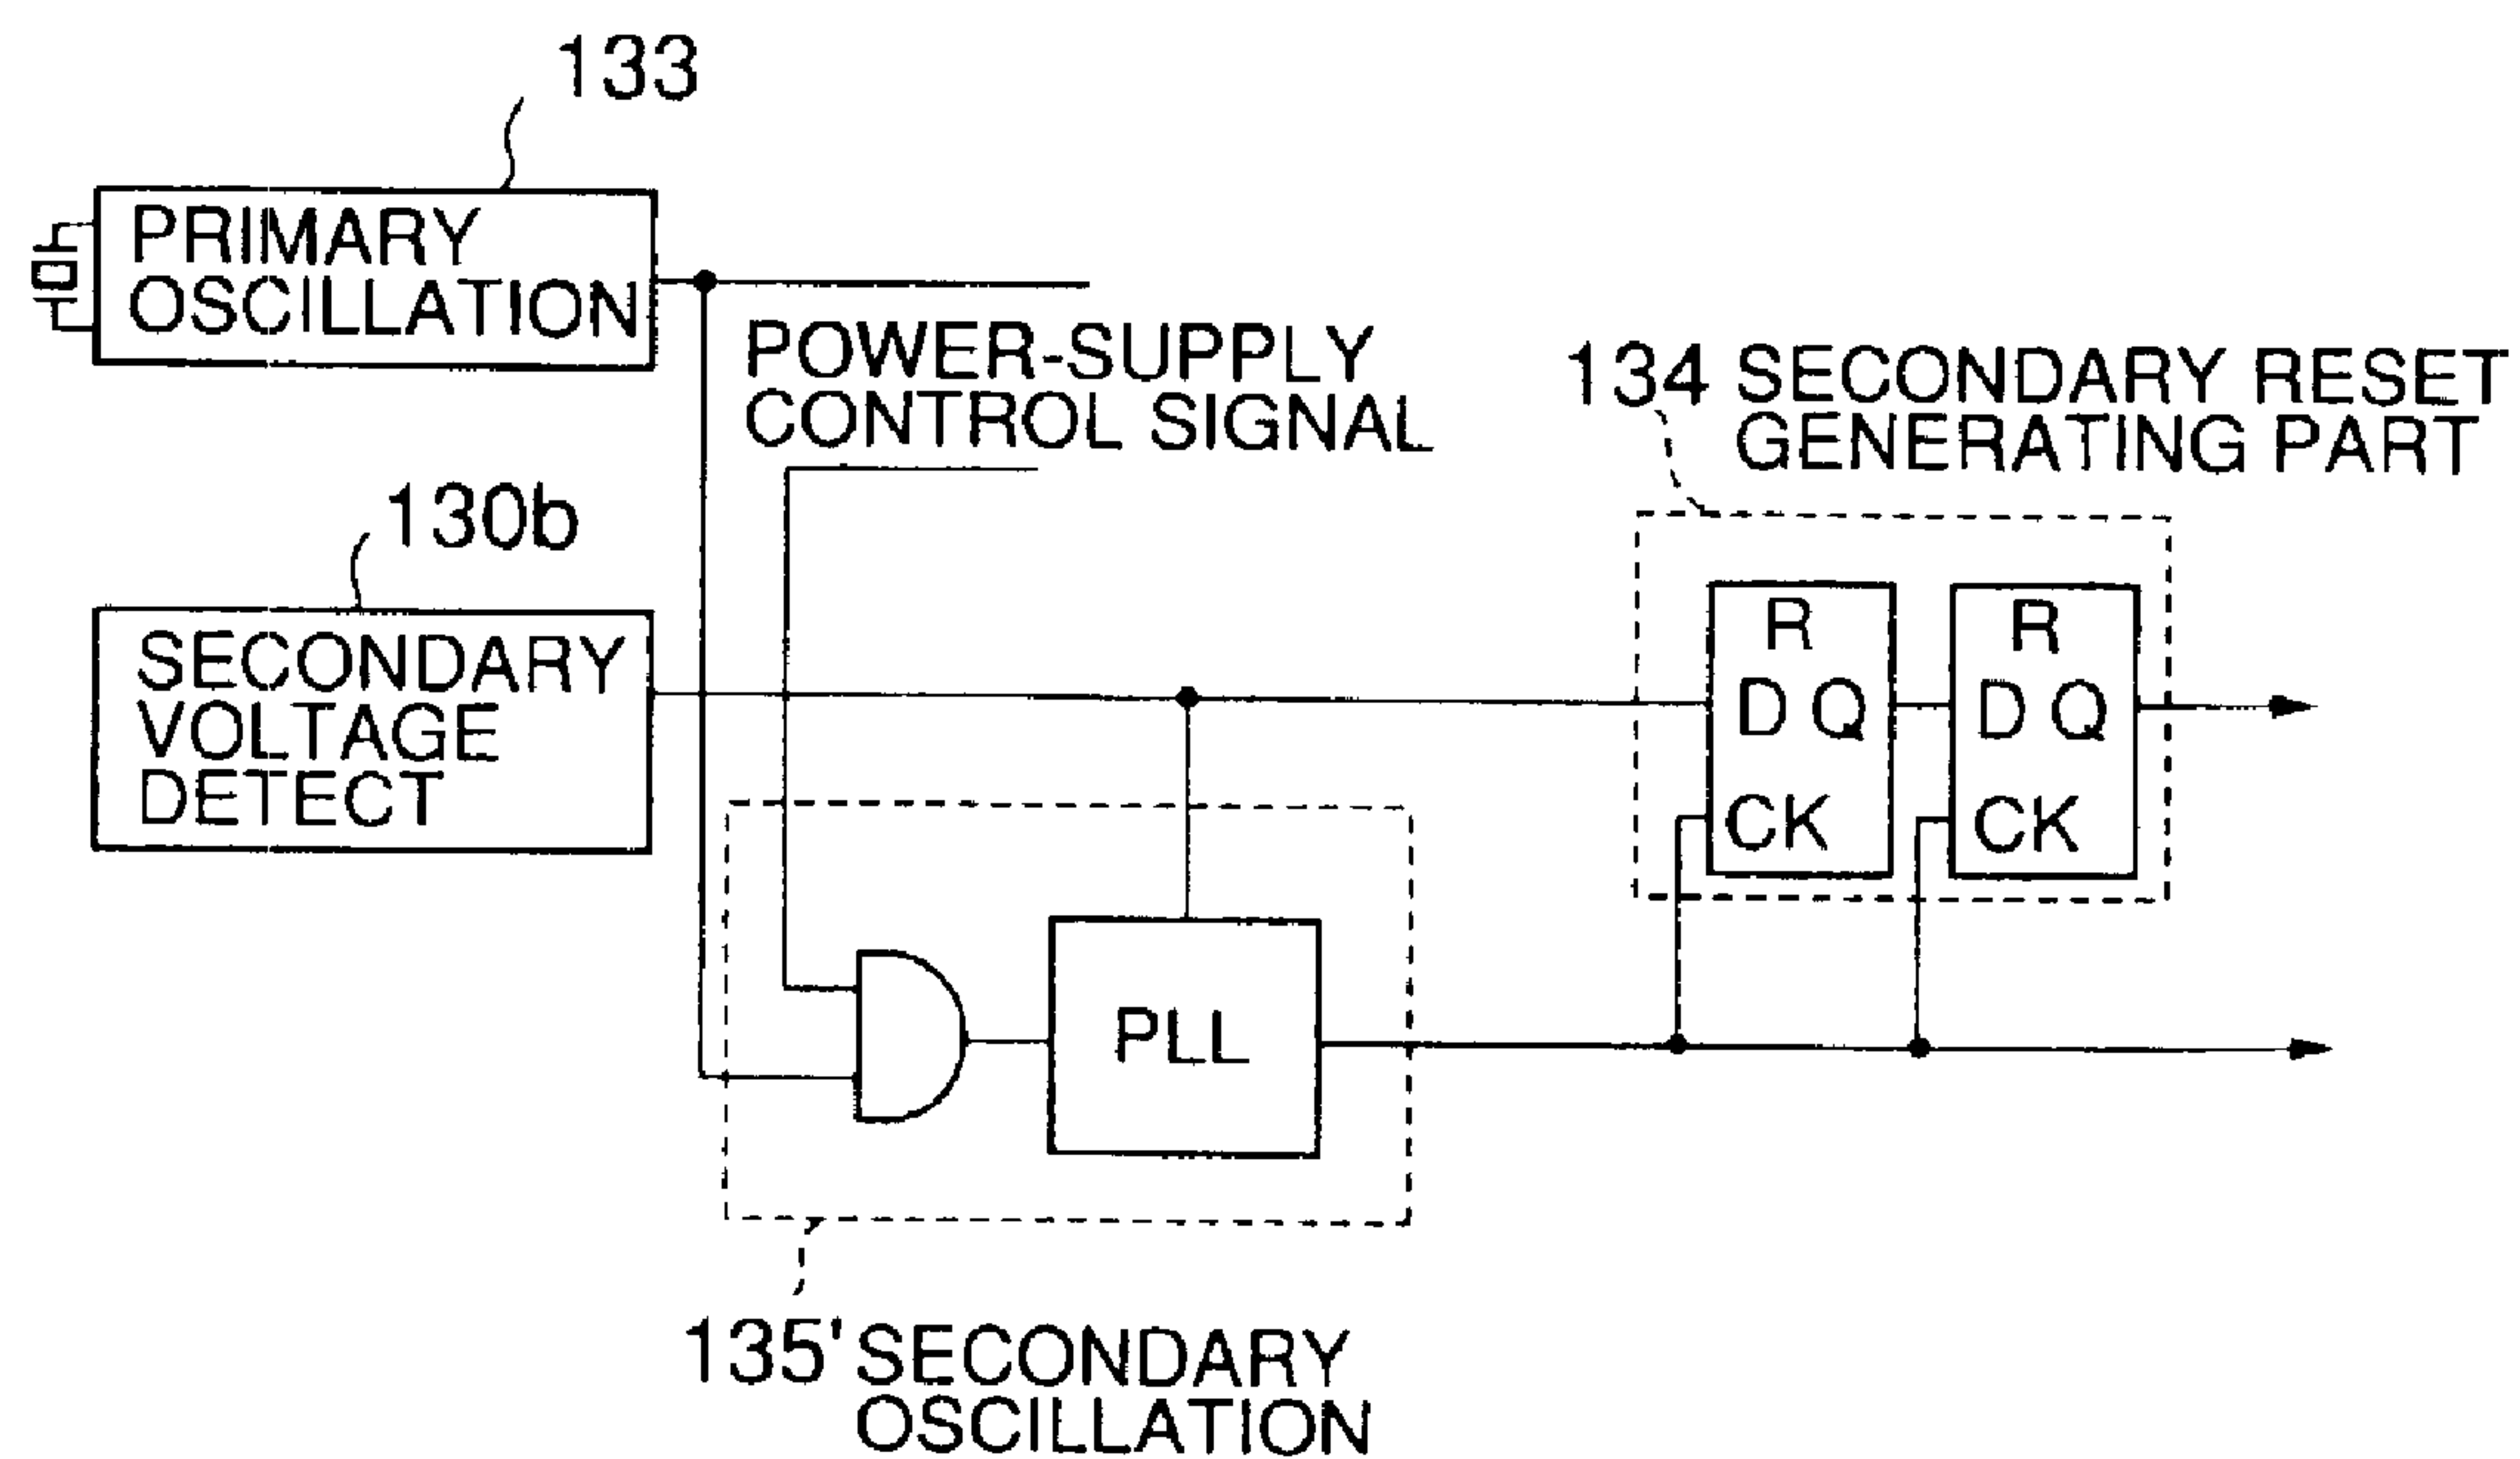 133
PRIMARY
OSCILLATION
POWER-SUPPLY
CONTROL SIGNAL
134 SECONDARY RESET
GENERATING PART
130b
SECONDARY
VOLTAGE
DETECT
R
D Q
CK
R
D Q
CK
PLL
135' SECONDARY
OSCILLATION